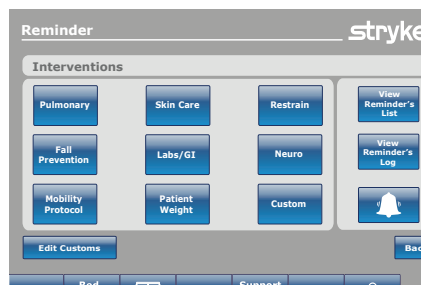 Reminder
stryke
Interventions
Pulmonary
Skin Care
Restrain
View
Reminder's
List
Fall
Prevention
Labs/GI
Neuro
View
Reminder's
Log
Mobility
Protocol
Patient
Weight
Custom
Edit Customs
Bac
Bed
Support